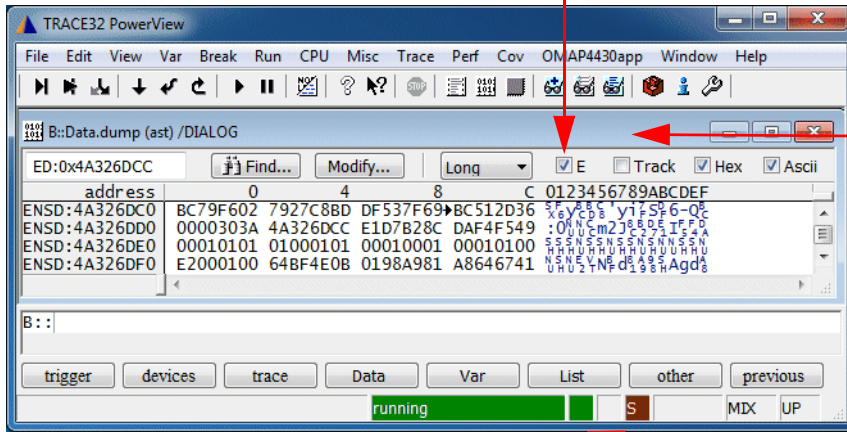 TRACE32 PowerView
File Edit View Var Break Run CPU Misc Trace Perf Cov OMAP4430app Window Help
B::Data.dump (ast) /DIALOG
ED:0x4A326DCC Find... Modify... Long E Track Hex Ascii
address 0 4 8 C 0123456789ABCDEF
ENSD:4A326DC0 BC79F602 7927C8BD DF537F69 BC512D36
ENSD:4A326DD0 0000303A 4A326DCC E1D7B28C DAF4F549
ENSD:4A326DE0 00010101 01000101 00010001 00010100
ENSD:4A326DF0 E2000100 64BF4E0B 0198A981 A8646741
B::
trigger devices trace Data Var List other previous
running S MIX UP